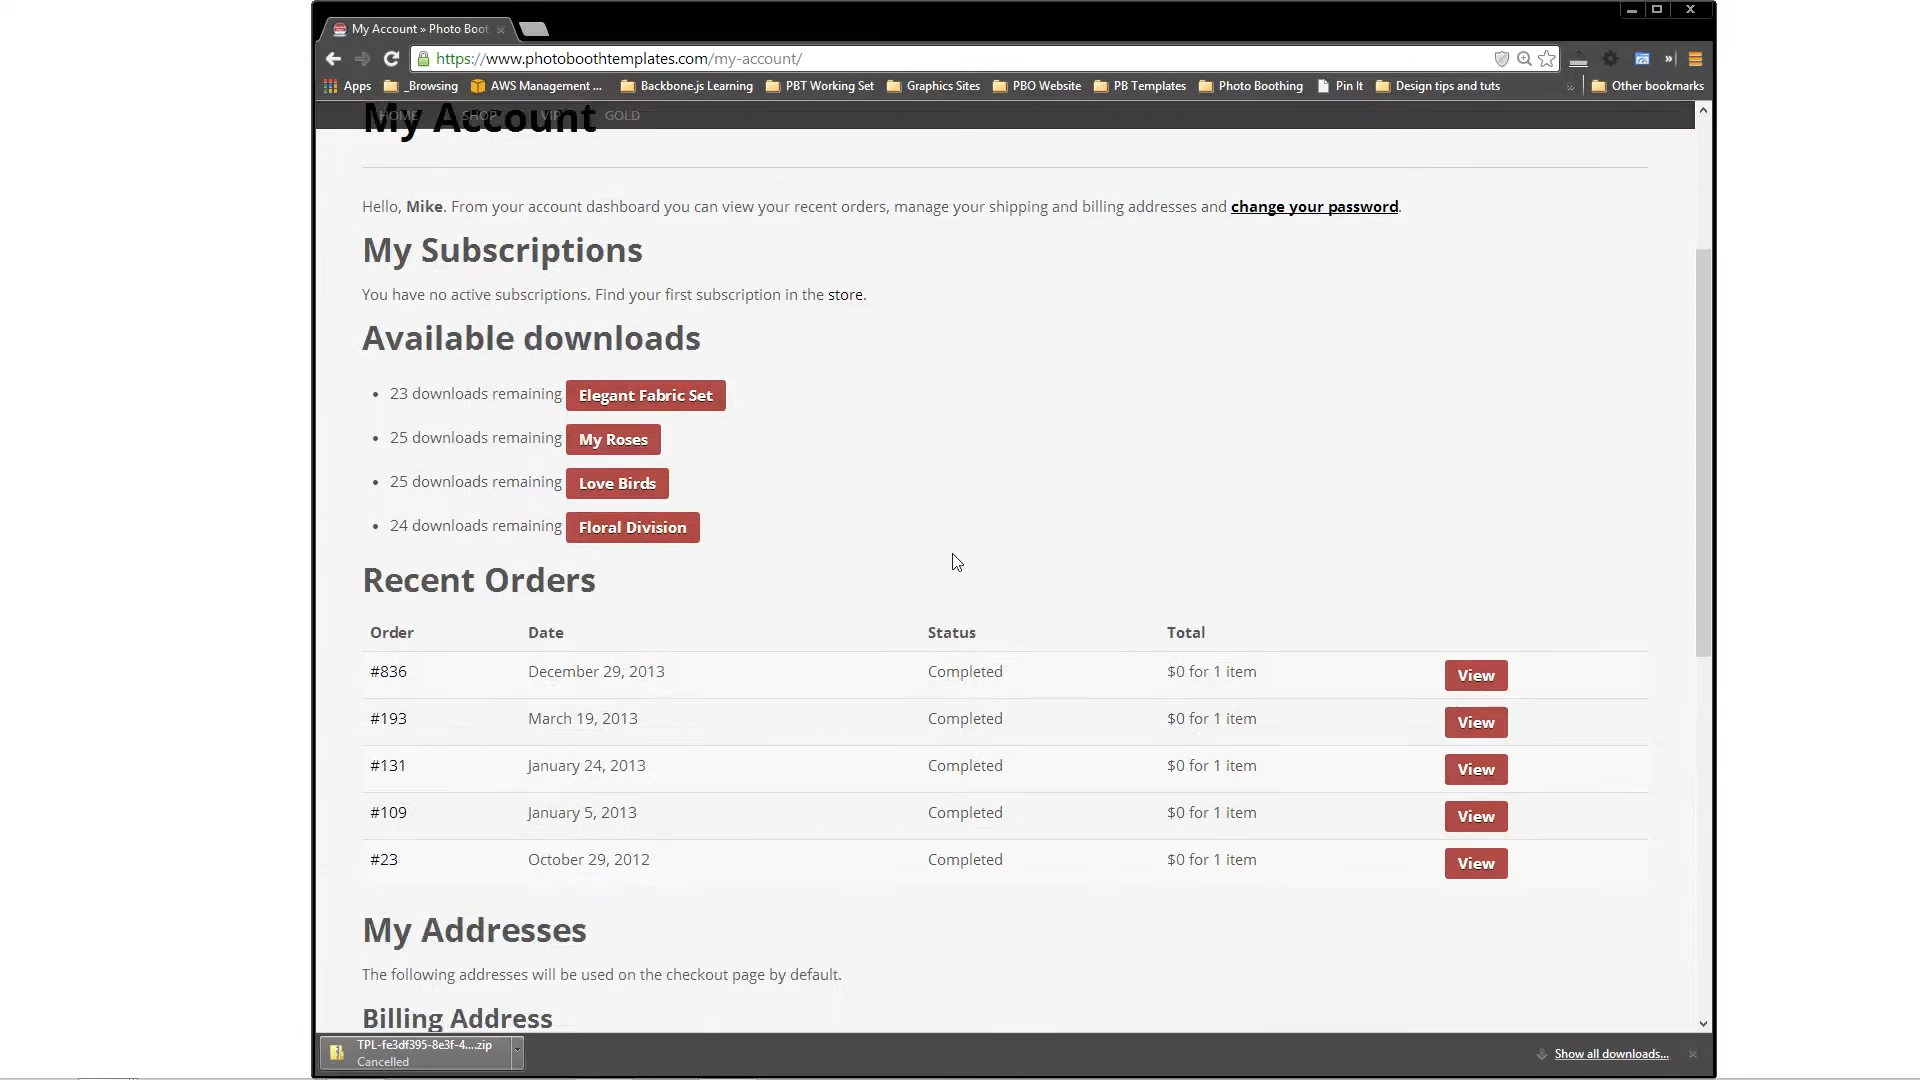 My Account » Photo Boot
https://www.photoboothtemplates.com/my-account/
Apps _Browsing AWS Management ... Backbone.js Learning PBT Working Set Graphics Sites PBO Website PB Templates Photo Boothing Pin It Design tips and tuts » Other bookmarks
HOME SHOP VIP GOLD
My Account
Hello, Mike. From your account dashboard you can view your recent orders, manage your shipping and billing addresses and change your password.
My Subscriptions
You have no active subscriptions. Find your first subscription in the store.
Available downloads
• 23 downloads remaining Elegant Fabric Set
• 25 downloads remaining My Roses
• 25 downloads remaining Love Birds
• 24 downloads remaining Floral Division
Recent Orders
Order Date Status Total
#836 December 29, 2013 Completed $0 for 1 item View
#193 March 19, 2013 Completed $0 for 1 item View
#131 January 24, 2013 Completed $0 for 1 item View
#109 January 5, 2013 Completed $0 for 1 item View
#23 October 29, 2012 Completed $0 for 1 item View
My Addresses
The following addresses will be used on the checkout page by default.
Billing Address
TPL-fe3df395-8e3f-4....zip
Cancelled
Show all downloads...